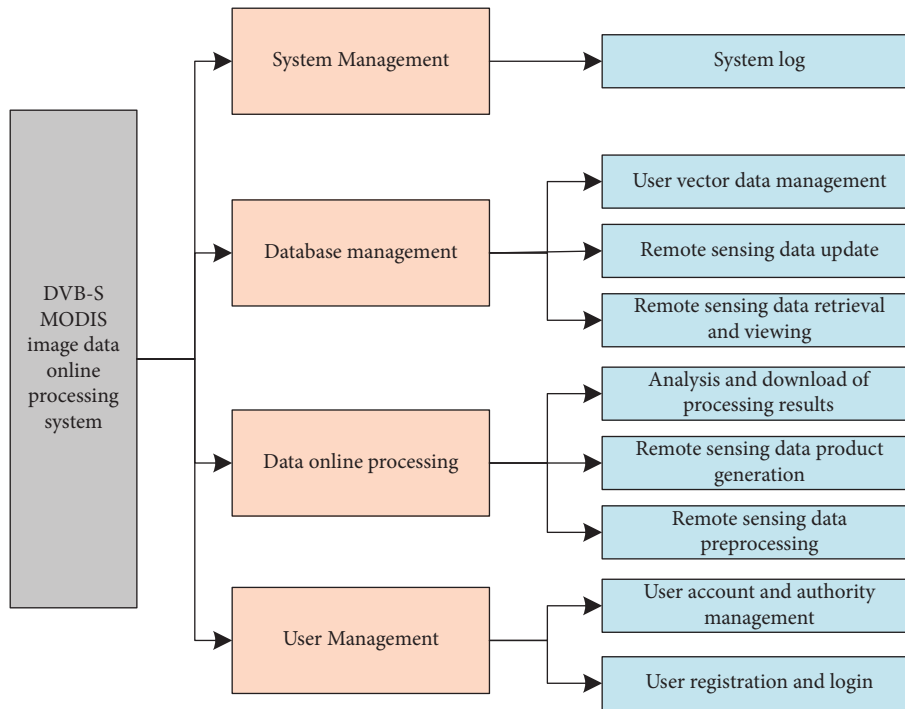 DVB-S
MODIS
image data
online
processing
system
System Management
System log
Database management
User vector data management
Remote sensing data update
Remote sensing data retrieval
and viewing
Data online processing
Analysis and download of
processing results
Remote sensing data product
generation
Remote sensing data
preprocessing
User Management
User account and authority
management
User registration and login